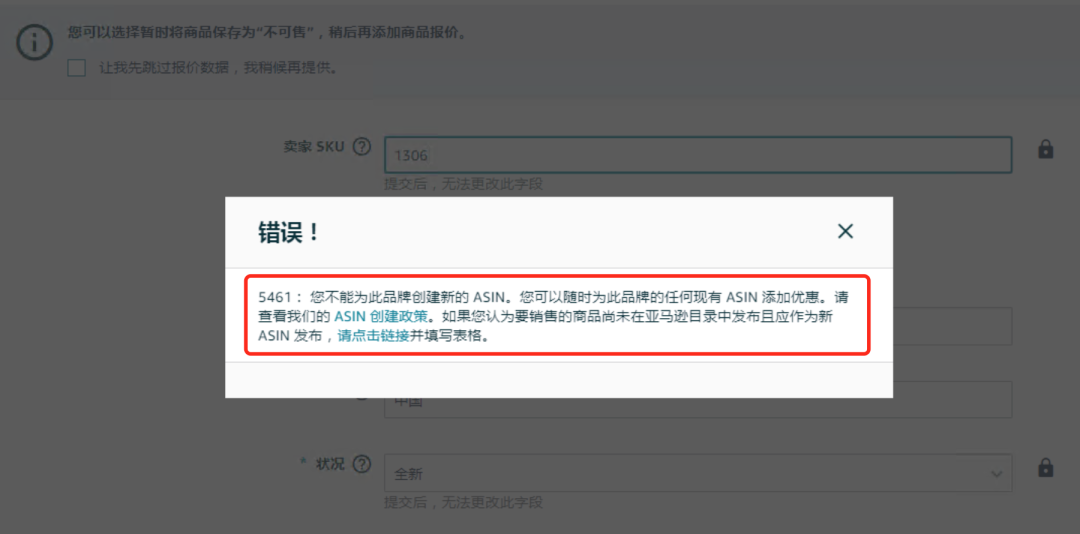 您可以选择暂时将商品保存为“不可售”，稍后再添加商品报价。
让我先跳过报价数据，我稍候再提供。
卖家 SKU
1306
提交后，无法更改此字段
错误！
5461： 您不能为此品牌创建新的 ASIN。您可以随时为此品牌的任何现有 ASIN 添加优惠。请
查看我们的 ASIN 创建政策。如果您认为要销售的商品尚未在亚马逊目录中发布且应作为新
ASIN 发布，请点击链接并填写表格。
中国
* 状况
全新
提交后，无法更改此字段